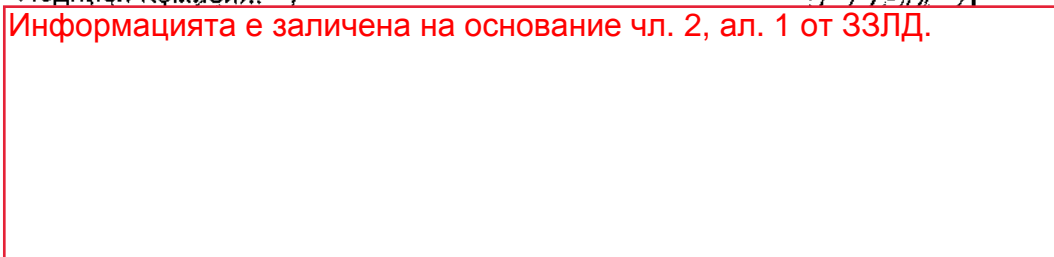 Информацията е заличена на основание чл. 2, ал. 1 от ЗЗЛД.